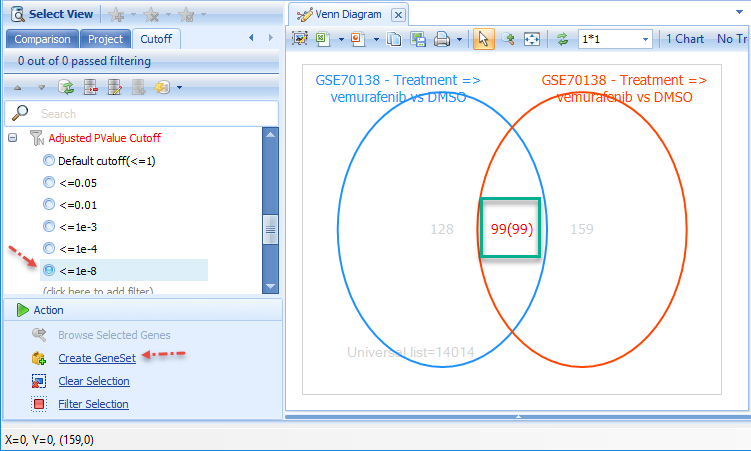 Select View
Comparison
Project
Cutoff
0 out of 0 passed filtering
Search
Adjusted PValue Cutoff
Default cutoff(<=1)
<=0.05
<=0.01
<=1e-3
<=1e-4
<=1e-8
(click here to add filter)
Action
Browse Selected Genes
Create GeneSet
Clear Selection
Filter Selection
Venn Diagram
1*1
1 Chart
No Tr
GSE70138 - Treatment =>
vemurafenib vs DMSO
GSE70138 - Treatment =>
vemurafenib vs DMSO
128
99(99)
159
Universal list=14014
X=0, Y=0, (159,0)